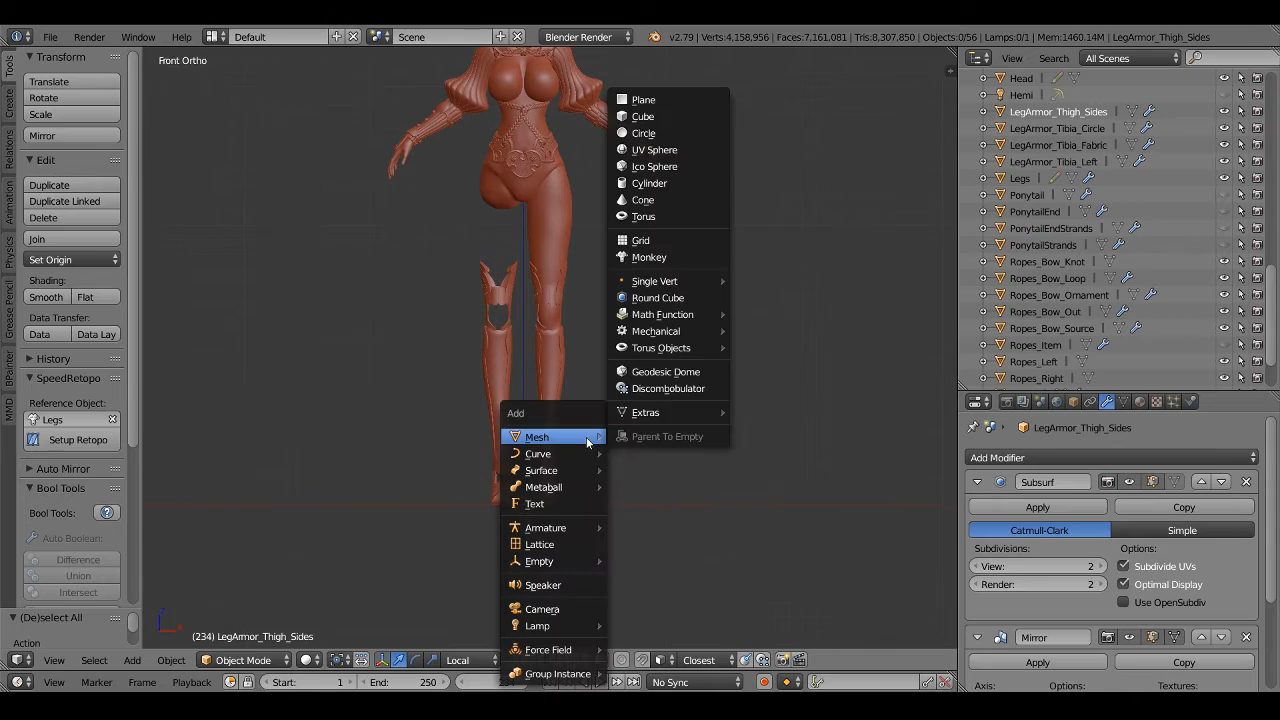 File Render Window Help Default Scene Blender Render v2.79 | Verts:4,158,956 | Faces:7,161,081 | Tris:8,307,850 | Objects:0/56 | Lamps:0/1 | Mem:1460.14M | LegArmor_Thigh_Sides
Tools
Create
Relations
Animation
Physics
Grease Pencil
BPainter
MMD
Transform
Translate
Rotate
Scale
Mirror
Edit
Duplicate
Duplicate Linked
Delete
Join
Set Origin
Shading:
Smooth Flat
Data Transfer:
Data Data Lay
History
SpeedRetopo
Reference Object:
Legs
Setup Retopo
Auto Mirror
Bool Tools
Bool Tools:
Auto Boolean:
Difference
Union
Intersect
(De)select All
Action
Front Ortho
Plane
Cube
Circle
UV Sphere
Ico Sphere
Cylinder
Cone
Torus
Grid
Monkey
Single Vert
Round Cube
Math Function
Mechanical
Torus Objects
Geodesic Dome
Discombobulator
Extras
Parent To Empty
Add
Mesh
Curve
Surface
Metaball
Text
Armature
Lattice
Empty
Speaker
Camera
Lamp
Force Field
Group Instance
(234) LegArmor_Thigh_Sides
View Select Add Object Object Mode Local Closest
View Marker Frame Playback Start: 1 End: 250 No Sync
View Search All Scenes
Head
Hemi
LegArmor_Thigh_Sides
LegArmor_Tibia_Circle
LegArmor_Tibia_Fabric
LegArmor_Tibia_Left
Legs
Ponytail
PonytailEnd
PonytailEndStrands
PonytailStrands
Ropes_Bow_Knot
Ropes_Bow_Loop
Ropes_Bow_Ornament
Ropes_Bow_Out
Ropes_Bow_Source
Ropes_Item
Ropes_Left
Ropes_Right
LegArmor_Thigh_Sides
Add Modifier
Subsurf
Apply Copy
Catmull-Clark Simple
Subdivisions: Options:
View: 2 Subdivide UVs
Render: 2 Optimal Display
Use OpenSubdiv
Mirror
Apply Copy
Axis: Options: Textures: